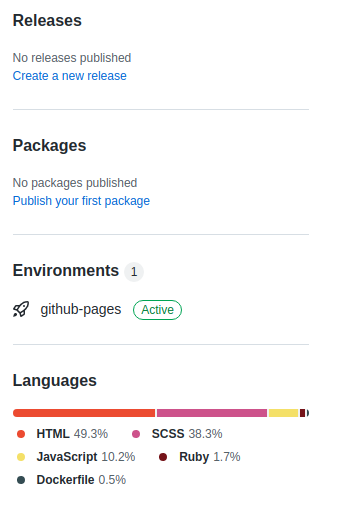 Releases
No releases published
Create a new release
Packages
No packages published
Publish your first package
Environments 1
github-pages Active
Languages
HTML 49.3% SCSS 38.3%
JavaScript 10.2% Ruby 1.7%
Dockerfile 0.5%